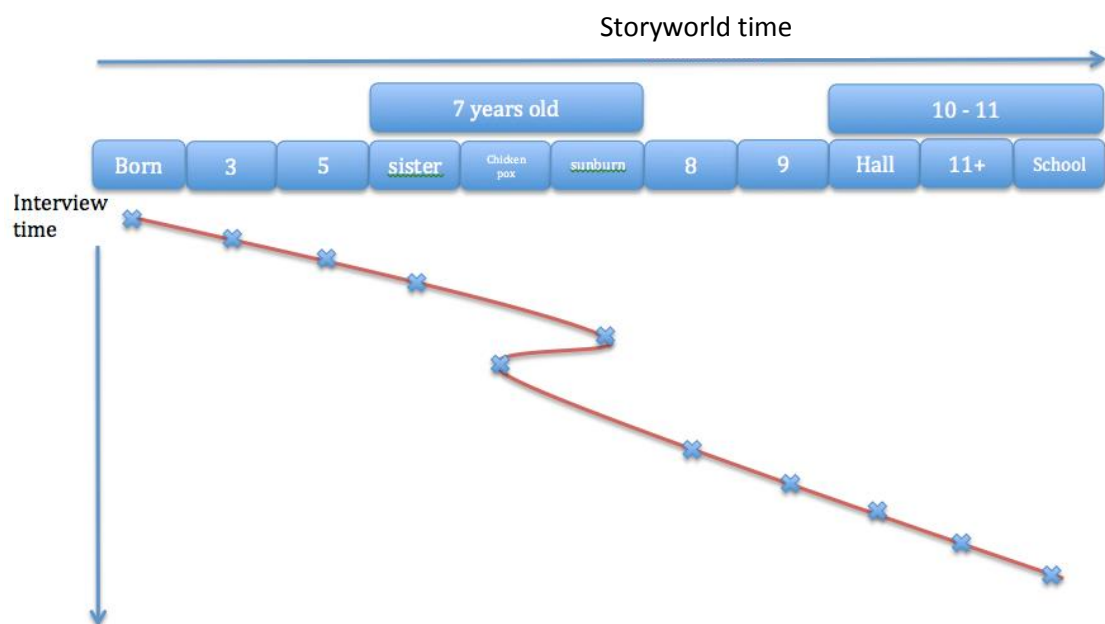 Storyworld time
7 years old
10 - 11
Born
3
5
sister
Chicken
pox
sunburn
8
9
Hall
11+
School
Interview
time